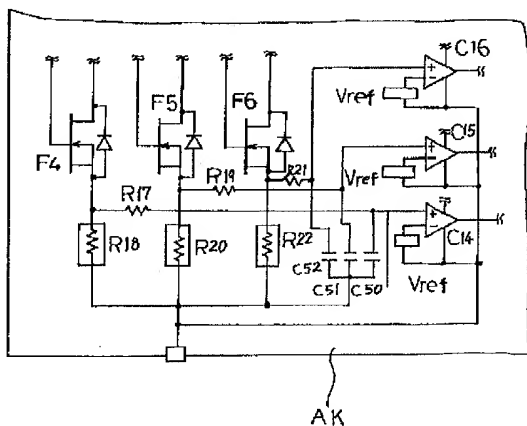 C16
F5
F6
Vref
F4
C15
R19
R21
Vref
R17
R18
R20
R22
C14
C52
C51
C50
Vref
AK